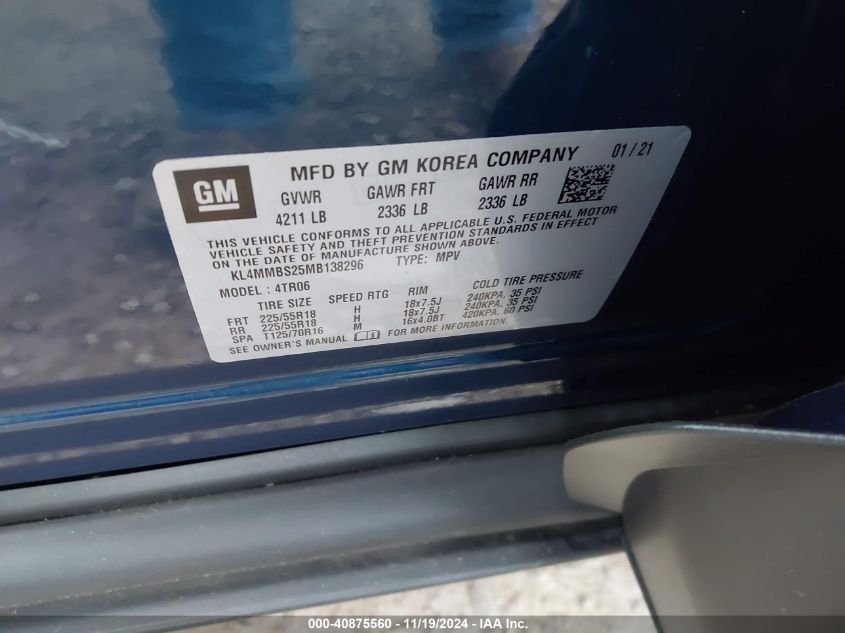 GM
MFD BY GM KOREA COMPANY 01 / 21
GVWR GAWR FRT GAWR RR
4211 LB 2336 LB 2336 LB
THIS VEHICLE CONFORMS TO ALL APPLICABLE U.S. FEDERAL MOTOR
VEHICLE SAFETY AND THEFT PREVENTION STANDARDS IN EFFECT
ON THE DATE OF MANUFACTURE SHOWN ABOVE.
KL4MMBS25MB138296 TYPE: MPV
MODEL : 4TR06
TIRE SIZE SPEED RTG RIM COLD TIRE PRESSURE
FRT 225/55R18 H 18x7.5J 240KPA, 35 PSI
RR 225/55R18 H 18x7.5J 240KPA, 35 PSI
SPA T125/70R16 M 16x4.0BT 420KPA, 60 PSI
SEE OWNER'S MANUAL FOR MORE INFORMATION.
000-40875560 - 11/19/2024 - IAAI.COM